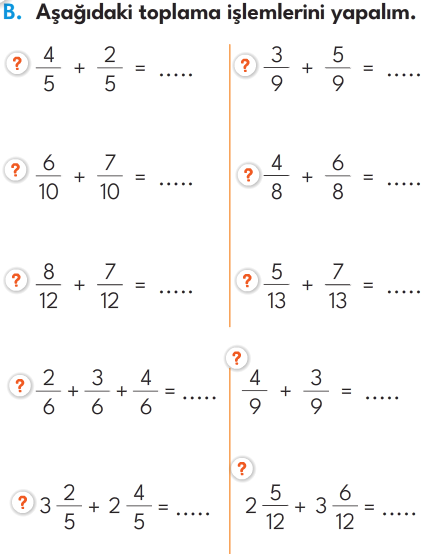 B. Aşağıdaki toplama işlemlerini yapalım.
? 4/5 + 2/5 = .....
? 3/9 + 5/9 = .....
? 6/10 + 7/10 = .....
? 4/8 + 6/8 = .....
? 8/12 + 7/12 = .....
? 5/13 + 7/13 = .....
? 2/6 + 3/6 + 4/6 = .....
? 4/9 + 3/9 = .....
? 3 2/5 + 2 4/5 = .....
? 2 5/12 + 3 6/12 = .....